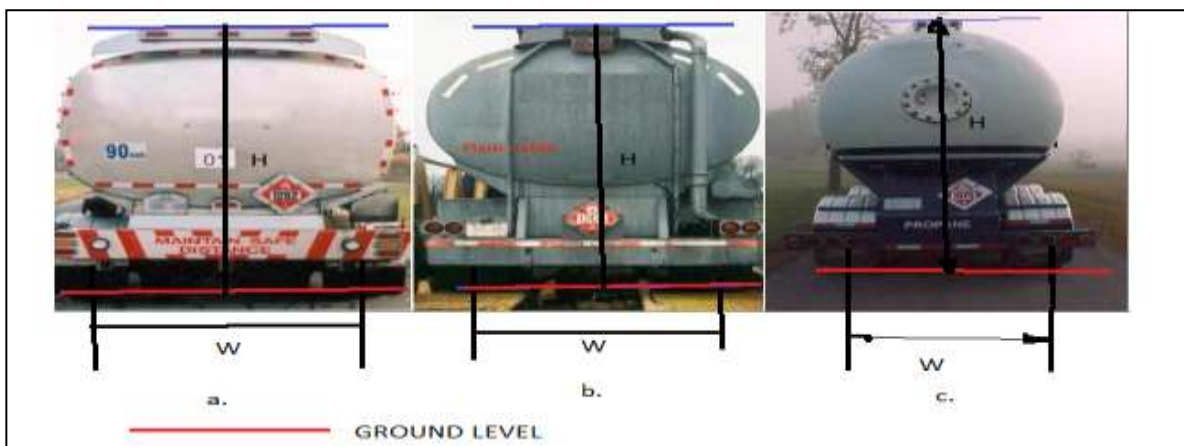 90
01 H
MAINTAIN SAFE
DISTANCE
W
a.
H
W
b.
H
PROPANE
W
c.
GROUND LEVEL